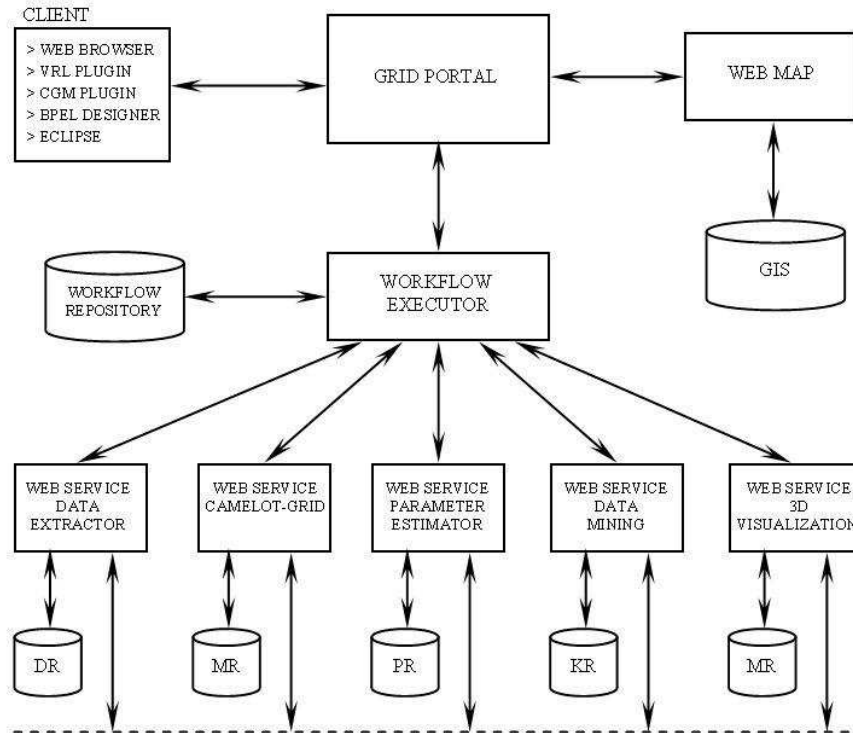 CLIENT
> WEB BROWSER
> VRL PLUGIN
> CGM PLUGIN
> BPEL DESIGNER
> ECLIPSE
GRID PORTAL
WEB MAP
GIS
WORKFLOW
REPOSITORY
WORKFLOW
EXECUTOR
WEB SERVICE
DATA
EXTRACTOR
WEB SERVICE
CAMELOT-GRID
WEB SERVICE
PARAMETER
ESTIMATOR
WEB SERVICE
DATA
MINING
WEB SERVICE
3D
VISUALIZATION
DR
MR
PR
KR
MR